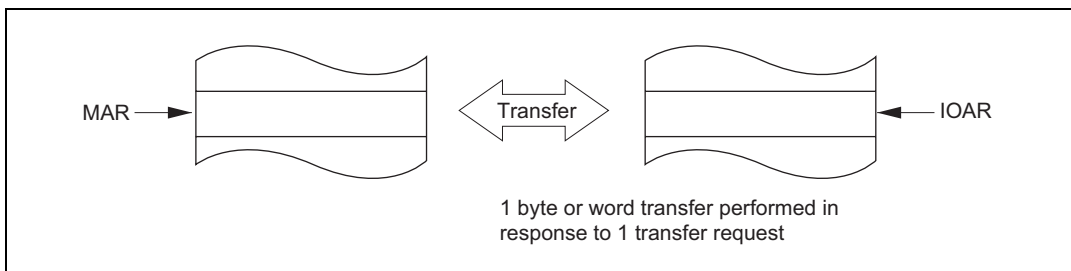 MAR
Transfer
IOAR
1 byte or word transfer performed in
response to 1 transfer request